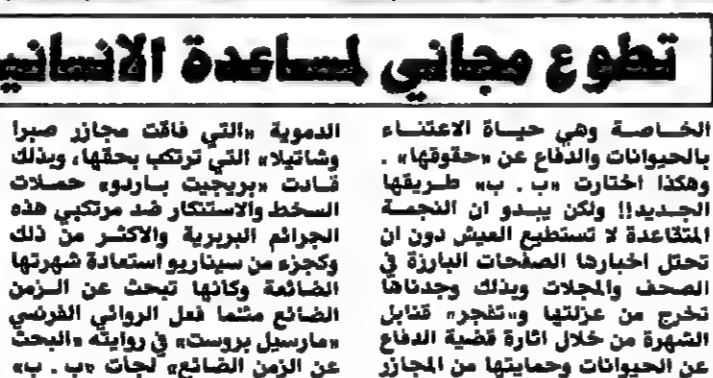 تطوع مجاني لمساعدة الانساني
الخاصة وهي حياة الاعتناء
بالحيوانات والدفاع عن «حقوقها» .
وهكذا اختارت «ب . ب» طريقها
الجديد!! ولكن يبدو ان النجمة
المتقاعدة لا تستطيع العيش دون ان
تحتل اخبارها الصفحات البارزة في
الصحف والمجلات وبذلك وجدناها
تخرج من عزلتها و«تفجر» قنابل
الشهرة من خلال اثارة قضية الدفاع
عن الحيوانات وحمايتها من المجازر
الدموية «التي فاقت مجازر صبرا
وشاتيلا» التي ترتكب بحقها، وبذلك
قادت «بريجيت باردو» حملات
السخط والاستنكار ضد مرتكبي هذه
الجرائم البربرية والاكثر من ذلك
وكجزء من سيناريو استعادة شهرتها
الضائعة وكانها تبحث عن الزمن
الضائع مثلما فعل الروائي الفرنسي
«مارسيل بروست» في روايته «البحث
عن الزمن الضائع» لجات «ب . ب»